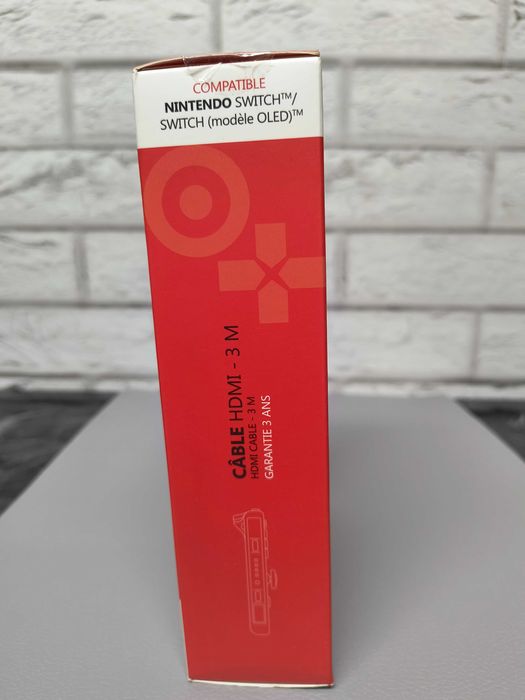 COMPATIBLE
NINTENDO SWITCH™/
SWITCH (modèle OLED)™
CÂBLE HDMI - 3 M
HDMI CABLE - 3 M
GARANTIE 3 ANS